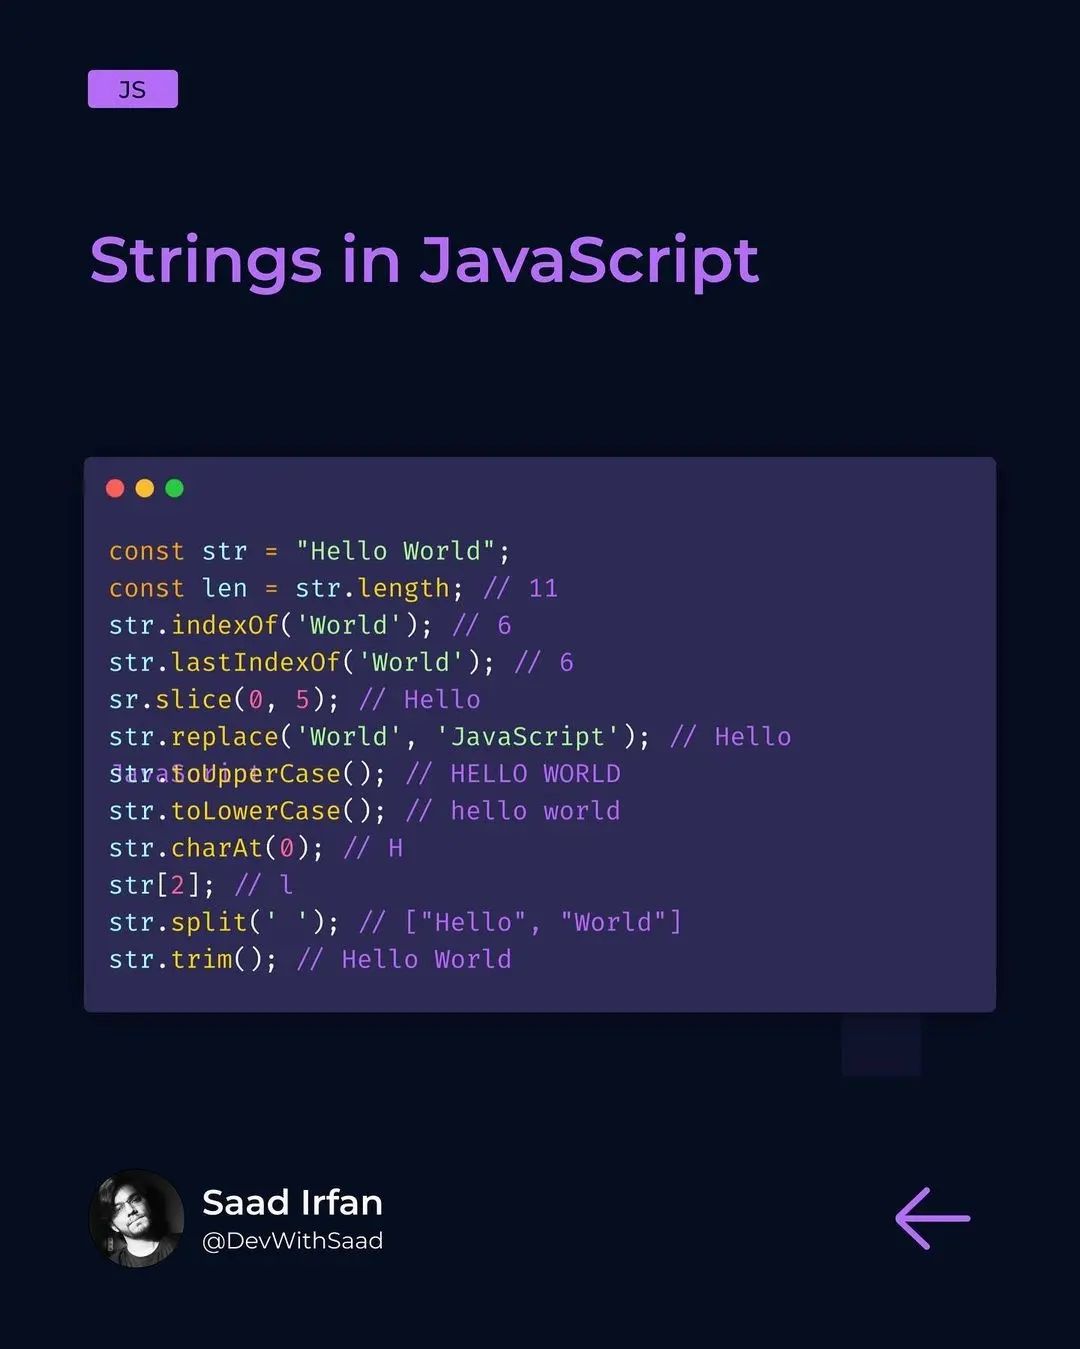 JS
Strings in JavaScript
const str = "Hello World";
const len = str.length; // 11
str.indexOf('World'); // 6
str.lastIndexOf('World'); // 6
sr.slice(0, 5); // Hello
str.replace('World', 'JavaScript'); // Hello
JavaScript
str.toUpperCase(); // HELLO WORLD
str.toLowerCase(); // hello world
str.charAt(0); // H
str[2]; // l
str.split(' '); // ["Hello", "World"]
str.trim(); // Hello World
Saad Irfan
@DevWithSaad